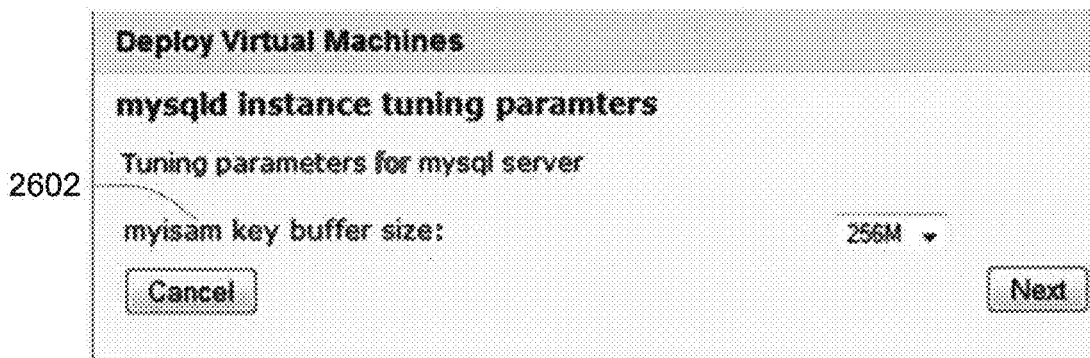 Deploy Virtual Machines
mysqld instance tuning paramters
Tuning parameters for mysql server
2602
myisam key buffer size: 256M
Cancel Next